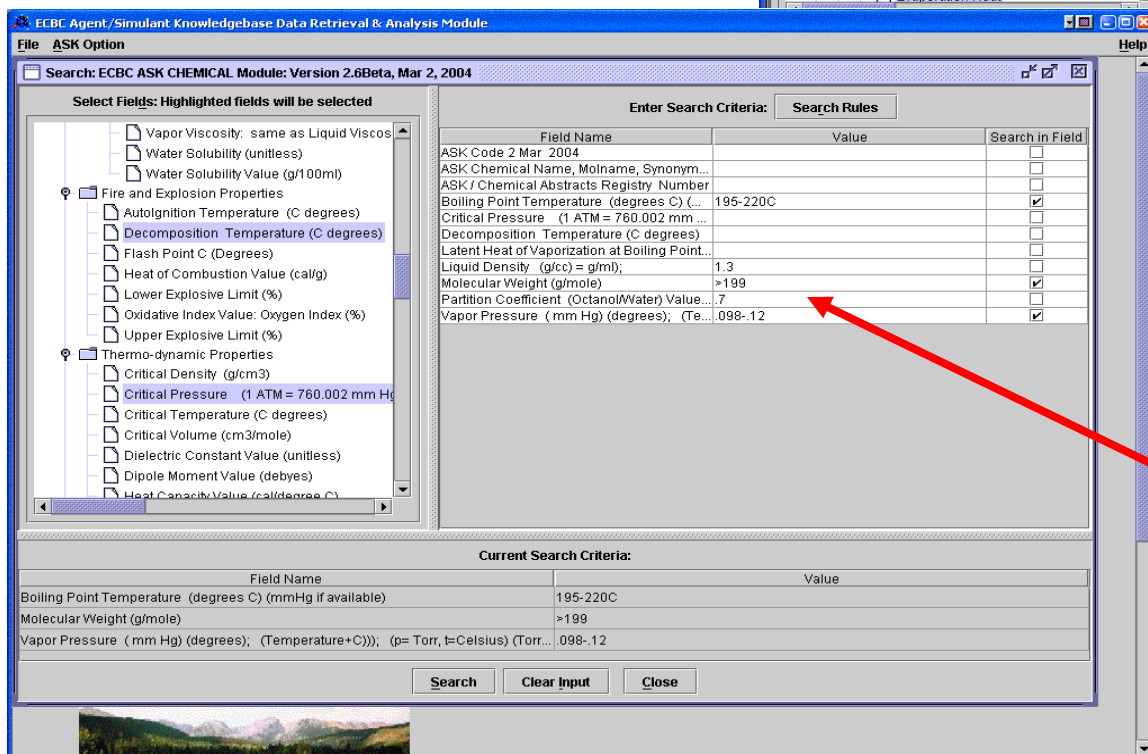 ECBC Agent/Simulant Knowledgebase Data Retrieval & Analysis Module
File ASK Option Help
Search: ECBC ASK CHEMICAL Module: Version 2.6Beta, Mar 2, 2004
Select Fields: Highlighted fields will be selected
Vapor Viscosity: same as Liquid Viscos
Water Solubility (unitless)
Water Solubility Value (g/100ml)
Fire and Explosion Properties
AutoIgnition Temperature (C degrees)
Decomposition Temperature (C degrees)
Flash Point C (Degrees)
Heat of Combustion Value (cal/g)
Lower Explosive Limit (%)
Oxidative Index Value: Oxygen Index (%)
Upper Explosive Limit (%)
Thermo-dynamic Properties
Critical Density (g/cm3)
Critical Pressure (1 ATM = 760.002 mm Hg
Critical Temperature (C degrees)
Critical Volume (cm3/mole)
Dielectric Constant Value (unitless)
Dipole Moment Value (debyes)
Heat Capacity Value (cal/degree C)
Enter Search Criteria: Search Rules
Field Name Value Search in Field
ASK Code 2 Mar 2004
ASK Chemical Name, Molname, Synonym...
ASK / Chemical Abstracts Registry Number
Boiling Point Temperature (degrees C) (... 195-220C
Critical Pressure (1 ATM = 760.002 mm ...
Decomposition Temperature (C degrees)
Latent Heat of Vaporization at Boiling Point...
Liquid Density (g/cc) = g/ml); 1.3
Molecular Weight (g/mole) >199
Partition Coefficient (Octanol/Water) Value... .7
Vapor Pressure ( mm Hg) (degrees); (Te... .098-.12
Current Search Criteria:
Field Name Value
Boiling Point Temperature (degrees C) (mmHg if available) 195-220C
Molecular Weight (g/mole) >199
Vapor Pressure ( mm Hg) (degrees); (Temperature+C))); (p= Torr, t=Celsius) (Torr... .098-.12
Search Clear Input Close